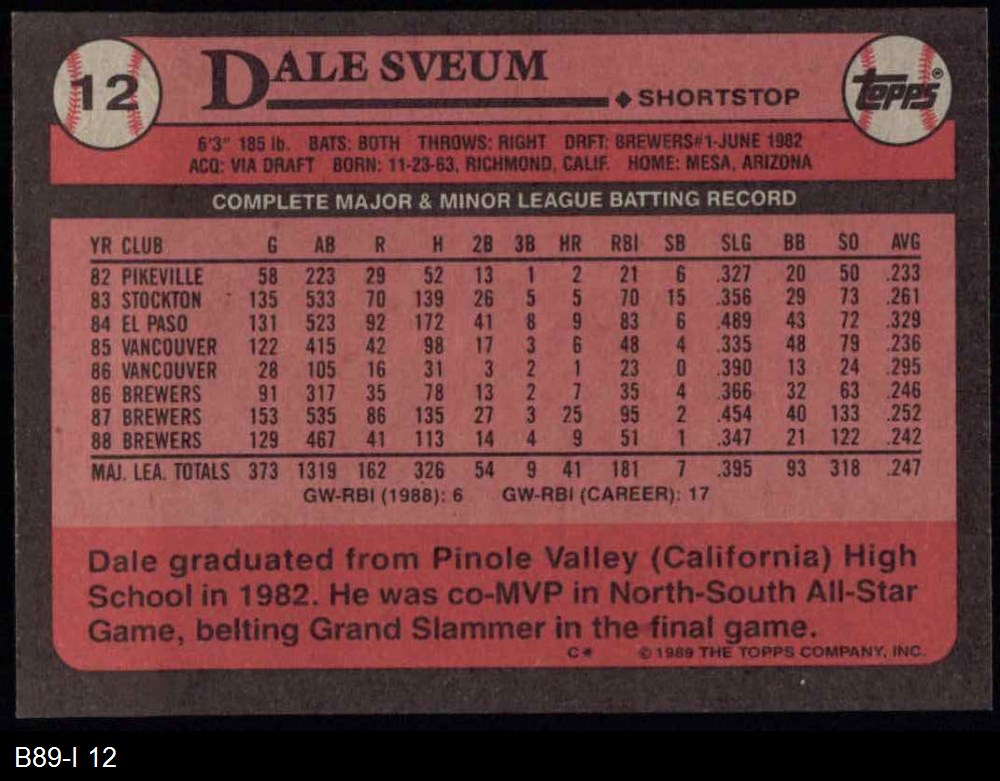 12
DALE SVEUM
◆ SHORTSTOP
topps®
6'3" 185 lb. BATS: BOTH THROWS: RIGHT DRFT: BREWERS#1-JUNE 1982
ACQ: VIA DRAFT BORN: 11-23-63, RICHMOND, CALIF. HOME: MESA, ARIZONA
COMPLETE MAJOR & MINOR LEAGUE BATTING RECORD
YR CLUB G AB R H 2B 3B HR RBI SB SLG BB SO AVG
82 PIKEVILLE 58 223 29 52 13 1 2 21 6 .327 20 50 .233
83 STOCKTON 135 533 70 139 26 5 5 70 15 .356 29 73 .261
84 EL PASO 131 523 92 172 41 8 9 83 6 .489 43 72 .329
85 VANCOUVER 122 415 42 98 17 3 6 48 4 .335 48 79 .236
86 VANCOUVER 28 105 16 31 3 2 1 23 0 .390 13 24 .295
86 BREWERS 91 317 35 78 13 2 7 35 4 .366 32 63 .246
87 BREWERS 153 535 86 135 27 3 25 95 2 .454 40 133 .252
88 BREWERS 129 467 41 113 14 4 9 51 1 .347 21 122 .242
MAJ. LEA. TOTALS 373 1319 162 326 54 9 41 181 7 .395 93 318 .247
GW-RBI (1988): 6 GW-RBI (CAREER): 17
Dale graduated from Pinole Valley (California) High
School in 1982. He was co-MVP in North-South All-Star
Game, belting Grand Slammer in the final game.
C* © 1989 THE TOPPS COMPANY, INC.
B89-I 12